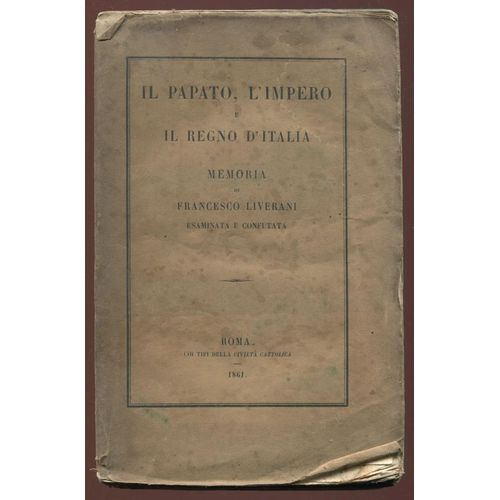 IL PAPATO, L'IMPERO
E
IL REGNO D'ITALIA
MEMORIA
DI
FRANCESCO LIVERANI
ESAMINATA E CONFUTATA
ROMA
COI TIPI DELLA CIVILTÀ CATTOLICA
1861.